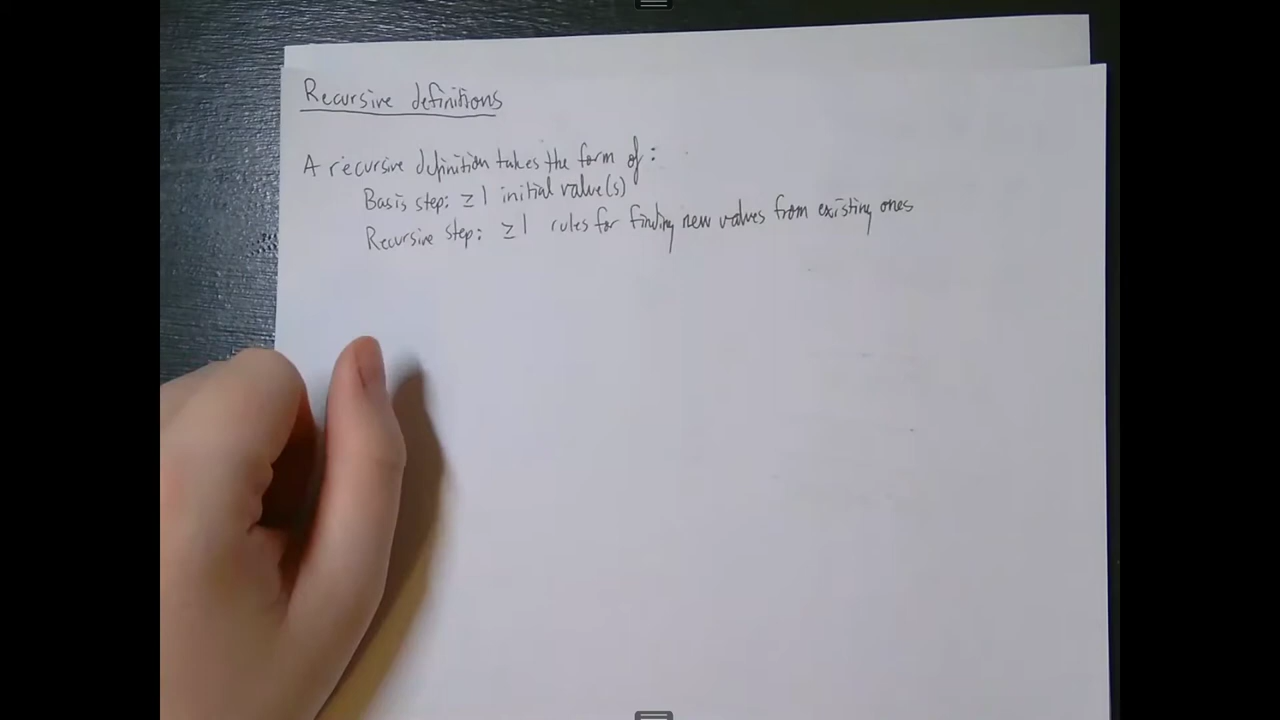 Recursive definitions
A recursive definition takes the form of:
Basis step: ≥1 initial value(s)
Recursive step: ≥1 rules for finding new values from existing ones